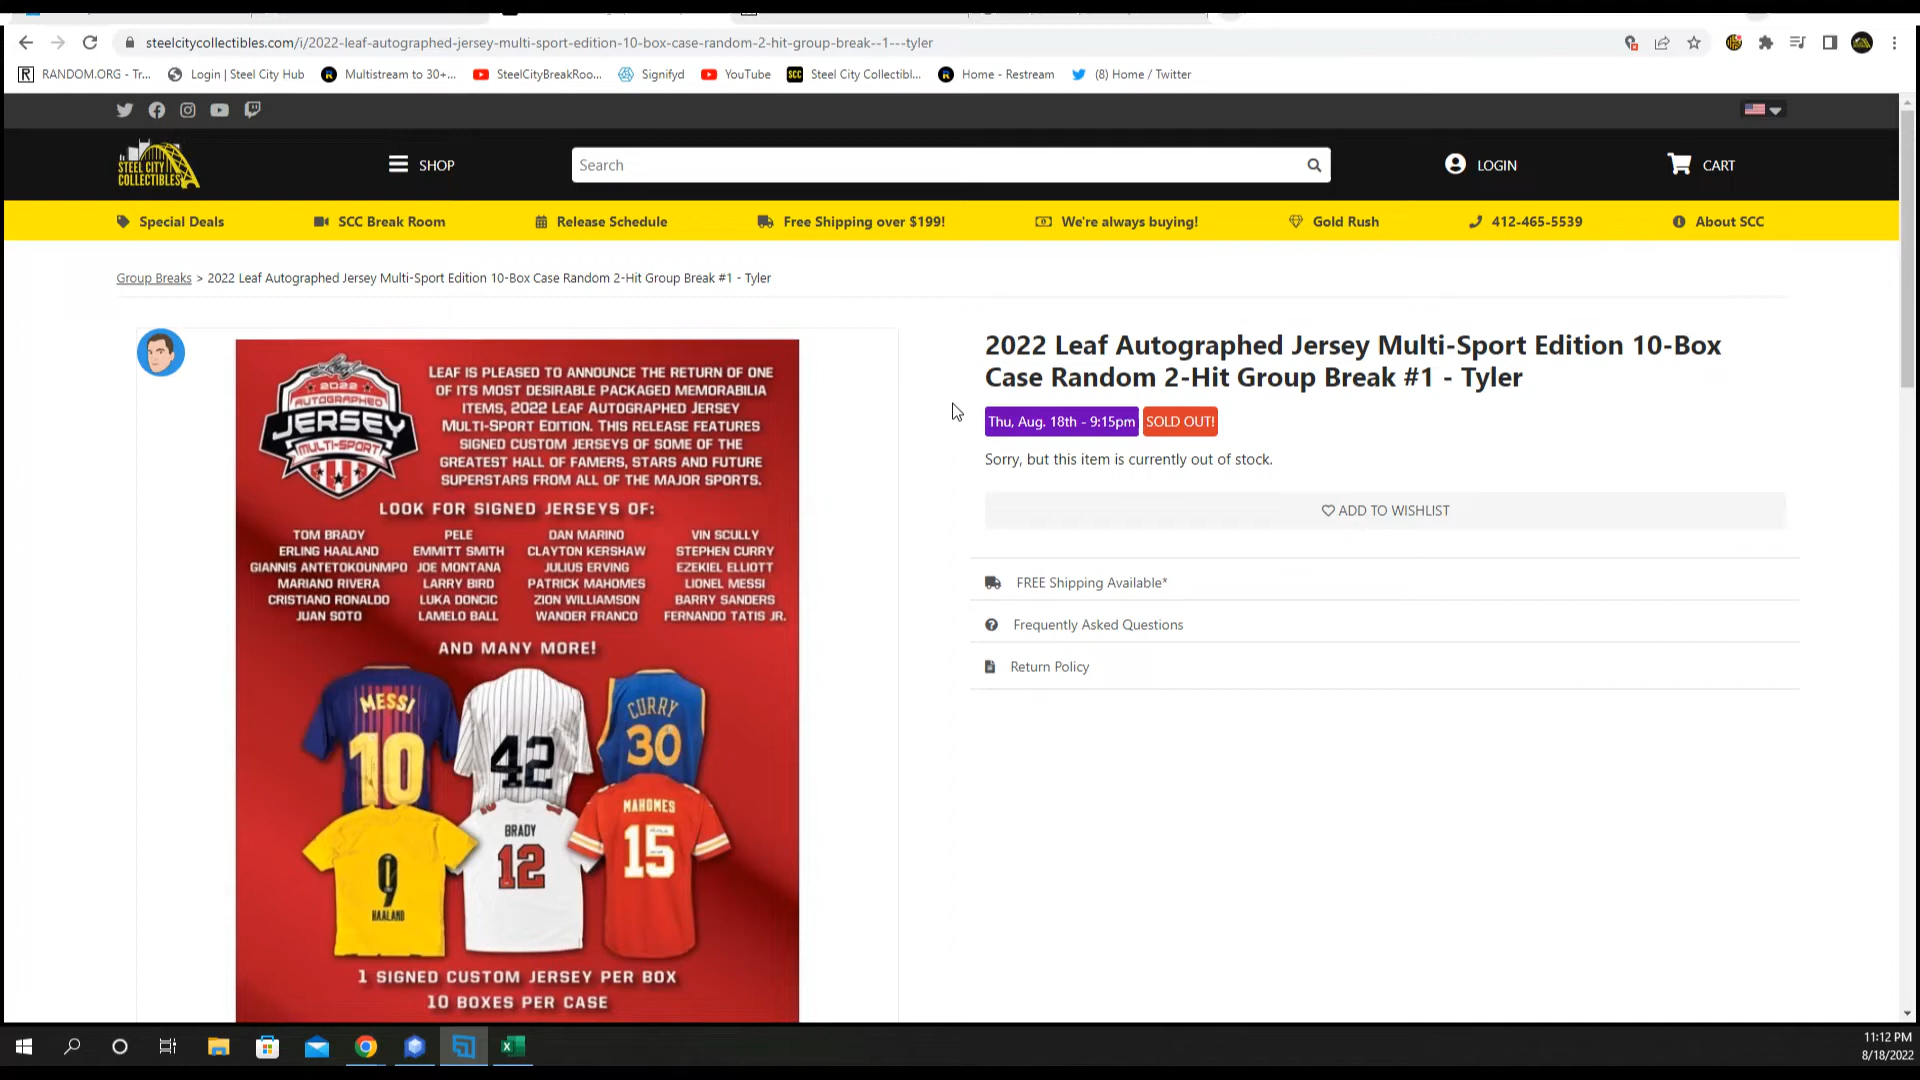 steelcitycollectibles.com/i/2022-leaf-autographed-jersey-multi-sport-edition-10-box-case-random-2-hit-group-break--1---tyler
R RANDOM.ORG - Tr... Login | Steel City Hub R Multistream to 30+... SteelCityBreakRoo... Signifyd YouTube SCC Steel City Collectibl... R Home - Restream (8) Home / Twitter
STEEL CITY
COLLECTIBLES
SHOP
Search
LOGIN
CART
Special Deals SCC Break Room Release Schedule Free Shipping over $199! We're always buying! Gold Rush 412-465-5539 About SCC
Group Breaks > 2022 Leaf Autographed Jersey Multi-Sport Edition 10-Box Case Random 2-Hit Group Break #1 - Tyler
Leaf
2022
AUTOGRAPHED
JERSEY
MULTI-SPORT
LEAF IS PLEASED TO ANNOUNCE THE RETURN OF ONE
OF ITS MOST DESIRABLE PACKAGED MEMORABILIA
ITEMS, 2022 LEAF AUTOGRAPHED JERSEY
MULTI-SPORT EDITION. THIS RELEASE FEATURES
SIGNED CUSTOM JERSEYS OF SOME OF THE
GREATEST HALL OF FAMERS, STARS AND FUTURE
SUPERSTARS FROM ALL OF THE MAJOR SPORTS.
LOOK FOR SIGNED JERSEYS OF:
TOM BRADY PELE DAN MARINO VIN SCULLY
ERLING HAALAND EMMITT SMITH CLAYTON KERSHAW STEPHEN CURRY
GIANNIS ANTETOKOUNMPO JOE MONTANA JULIUS ERVING EZEKIEL ELLIOTT
MARIANO RIVERA LARRY BIRD PATRICK MAHOMES LIONEL MESSI
CRISTIANO RONALDO LUKA DONCIC ZION WILLIAMSON BARRY SANDERS
JUAN SOTO LAMELO BALL WANDER FRANCO FERNANDO TATIS JR.
AND MANY MORE!
MESSI
10
42
CURRY
30
9
HAALAND
BRADY
12
MAHOMES
15
1 SIGNED CUSTOM JERSEY PER BOX
10 BOXES PER CASE
2022 Leaf Autographed Jersey Multi-Sport Edition 10-Box
Case Random 2-Hit Group Break #1 - Tyler
Thu, Aug. 18th - 9:15pm SOLD OUT!
Sorry, but this item is currently out of stock.
ADD TO WISHLIST
FREE Shipping Available*
Frequently Asked Questions
Return Policy
11:12 PM
8/18/2022